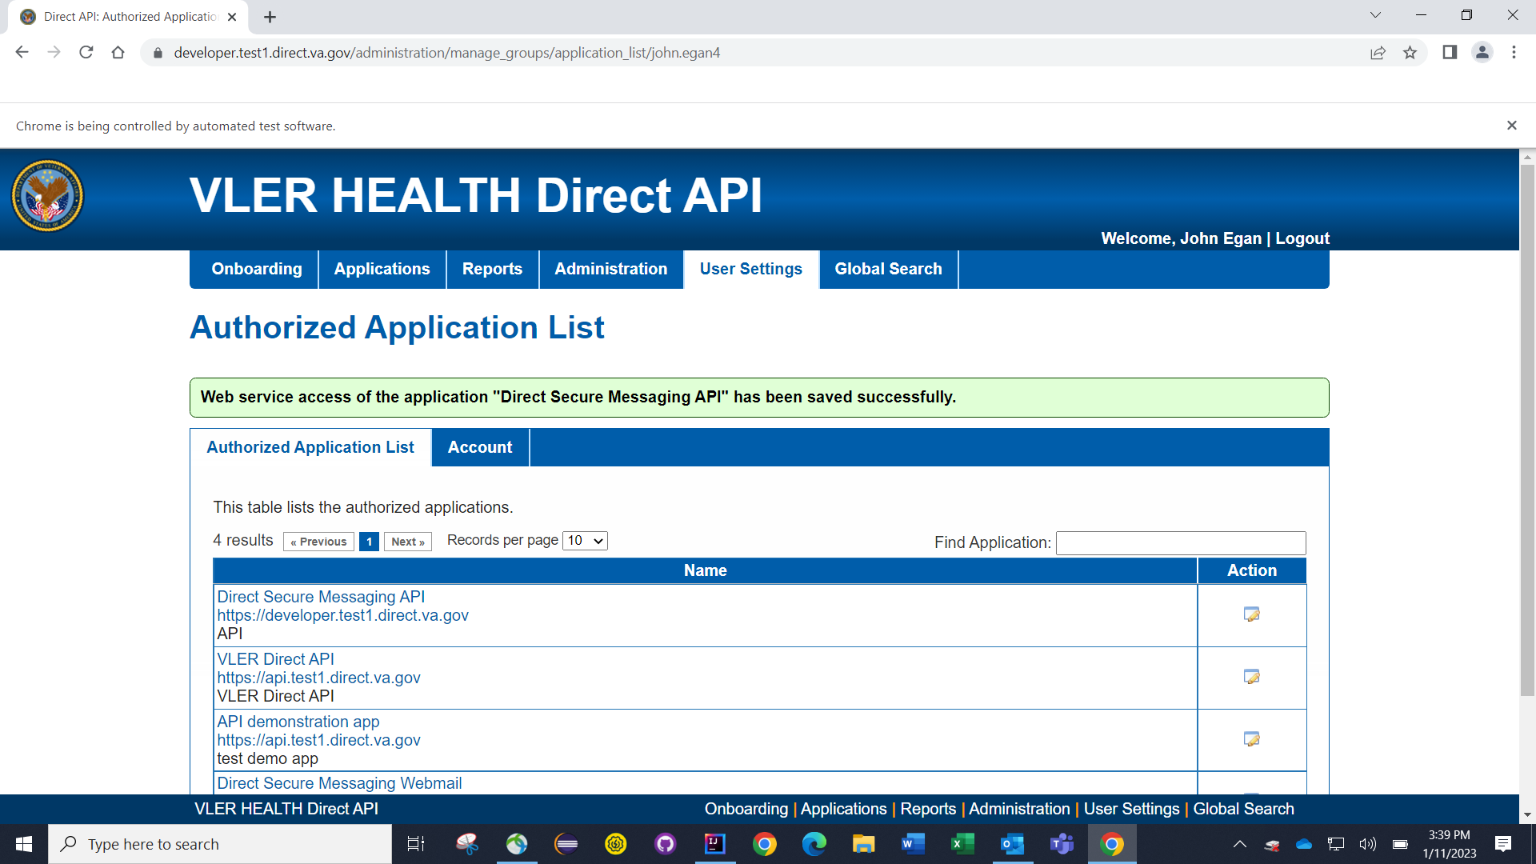 Direct API: Authorized Applicatio
developer.test1.direct.va.gov/administration/manage_groups/application_list/john.egan4
Chrome is being controlled by automated test software.
VLER HEALTH Direct API
Welcome, John Egan | Logout
Onboarding Applications Reports Administration User Settings Global Search
Authorized Application List
Web service access of the application "Direct Secure Messaging API" has been saved successfully.
Authorized Application List Account
This table lists the authorized applications.
4 results « Previous 1 Next » Records per page 10 Find Application:
Name Action
Direct Secure Messaging API
https://developer.test1.direct.va.gov
API
VLER Direct API
https://api.test1.direct.va.gov
VLER Direct API
API demonstration app
https://api.test1.direct.va.gov
test demo app
Direct Secure Messaging Webmail
VLER HEALTH Direct API Onboarding | Applications | Reports | Administration | User Settings | Global Search
Type here to search
3:39 PM
1/11/2023